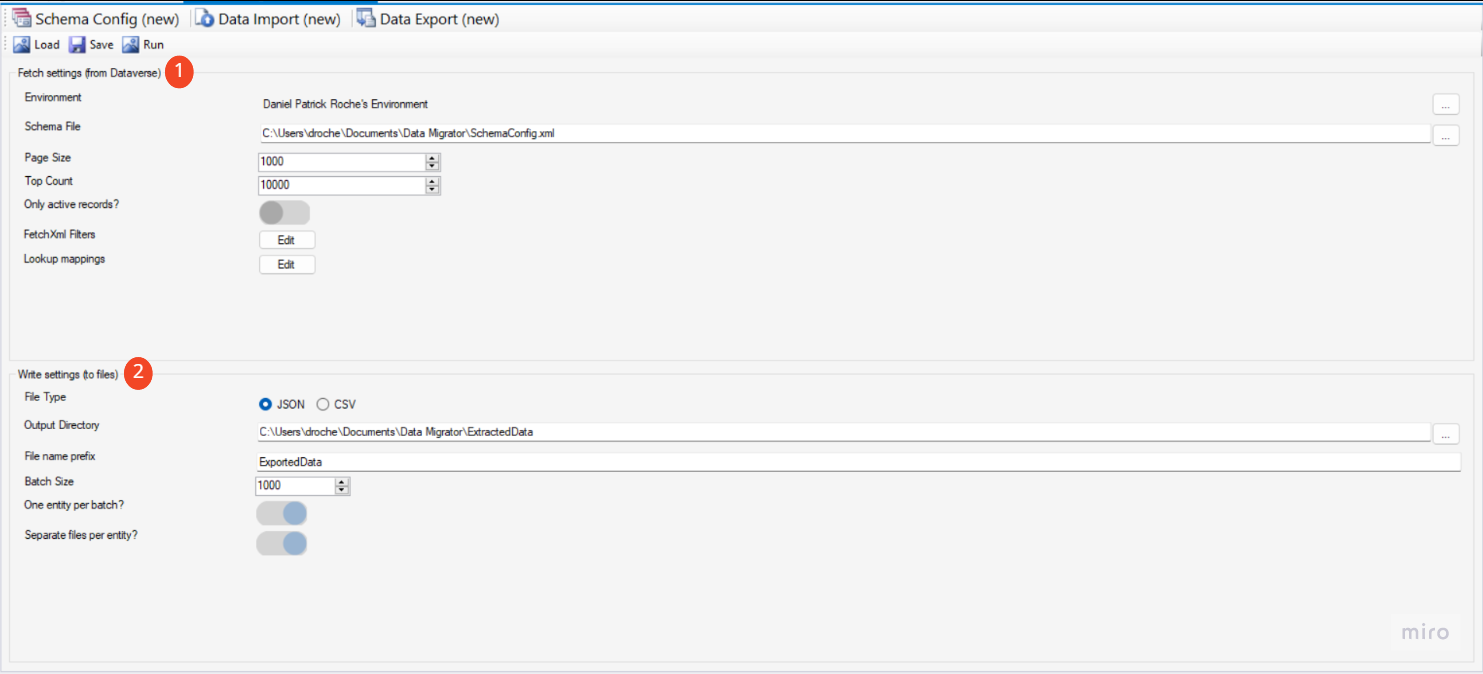 Schema Config (new) Data Import (new) Data Export (new)
Load Save Run
Fetch settings (from Dataverse) 1
Environment Daniel Patrick Roche's Environment ...
Schema File C:\Users\droche\Documents\Data Migrator\SchemaConfig.xml ...
Page Size 1000
Top Count 10000
Only active records?
FetchXml Filters Edit
Lookup mappings Edit
Write settings (to files) 2
File Type JSON CSV
Output Directory C:\Users\droche\Documents\Data Migrator\ExtractedData ...
File name prefix ExportedData
Batch Size 1000
One entity per batch?
Separate files per entity?
miro